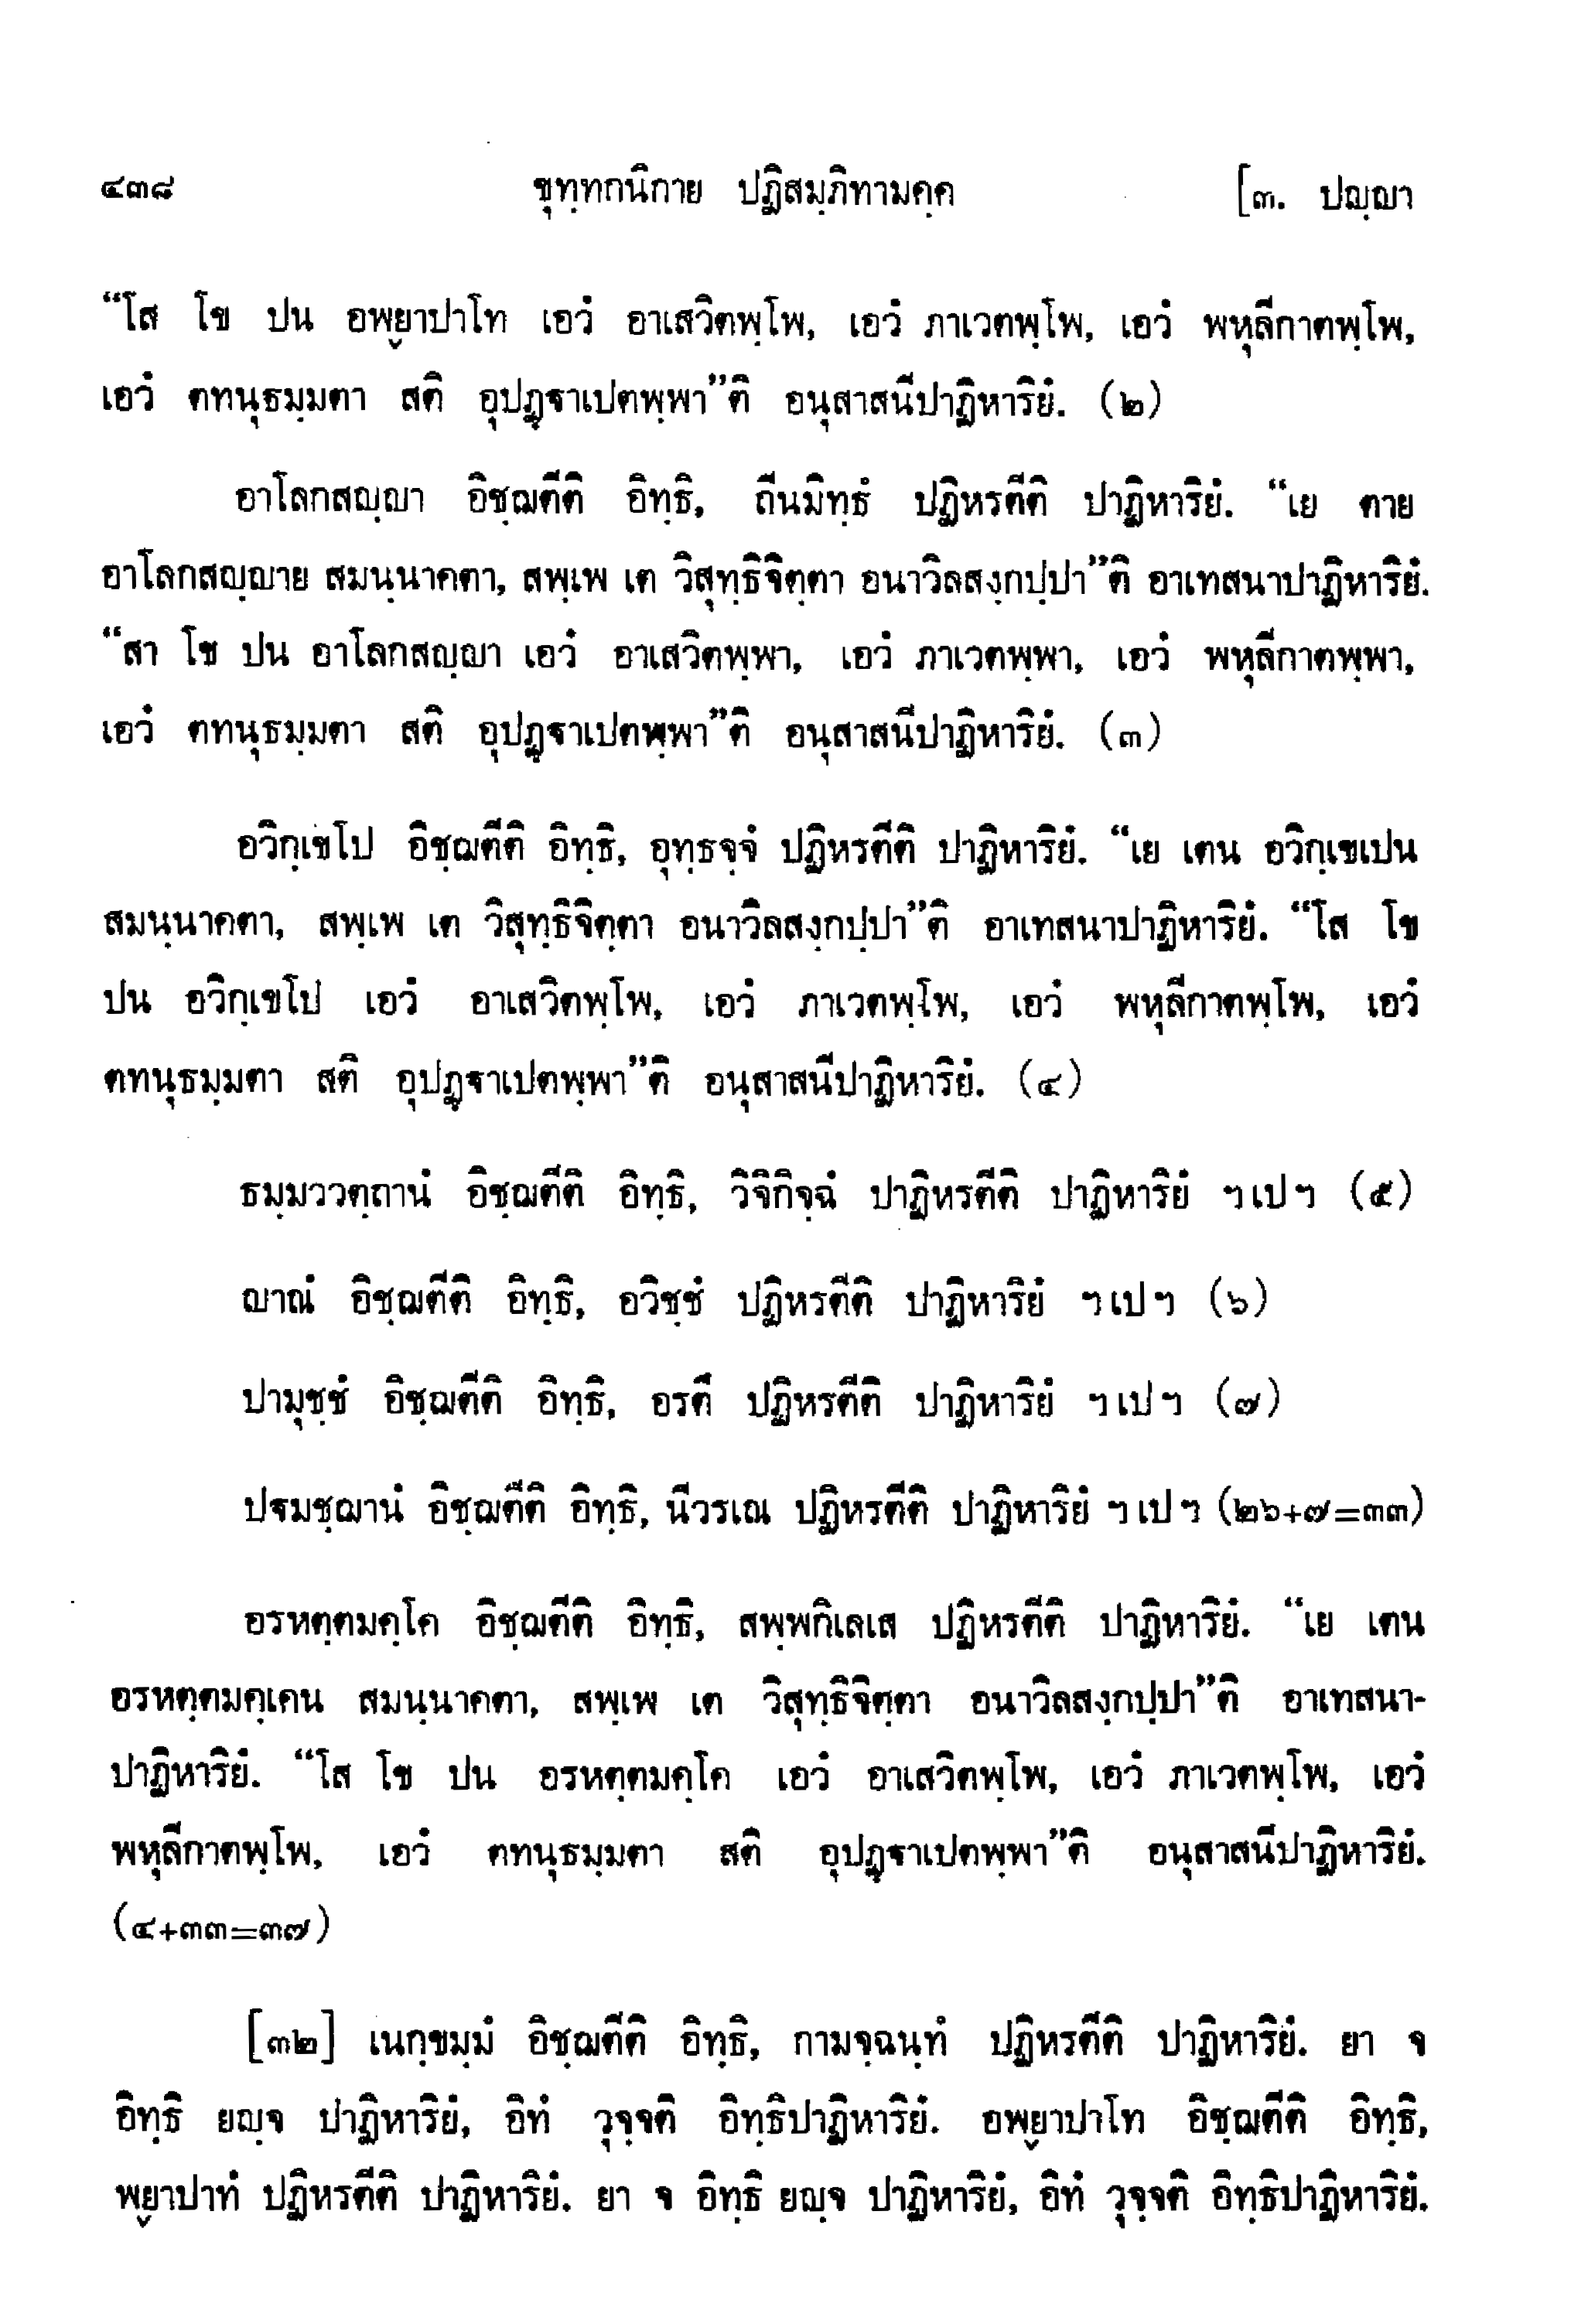 ๔๓๘ ขุทฺทกนิกาย ปฏิสมฺภิทามคฺค [๓. ปญฺญา
“โส โข ปน อพฺยาปาโท เอวํ อาเสวิตพฺโพ, เอวํ ภาเวตพฺโพ, เอวํ พหุลีกาตพฺโพ,
เอวํ ตทนุธมฺมตา สติ อุปฏฺฐาเปตพฺพา”ติ อนุสาสนีปาฏิหาริยํ. (๒)
อาโลกสญฺญา อิชฺฌตีติ อิทฺธิ, ถีนมิทฺธํ ปฏิหรตีติ ปาฏิหาริยํ. “เย ตาย
อาโลกสญฺญาย สมนฺนาคตา, สพฺเพ เต วิสุทฺธิจิตฺตา อนาวิลสงฺกปฺปา”ติ อาเทสนาปาฏิหาริยํ.
“สา โข ปน อาโลกสญฺญา เอวํ อาเสวิตพฺพา, เอวํ ภาเวตพฺพา, เอวํ พหุลีกาตพฺพา,
เอวํ ตทนุธมฺมตา สติ อุปฏฺฐาเปตพฺพา”ติ อนุสาสนีปาฏิหาริยํ. (๓)
อวิกฺเขโป อิชฺฌตีติ อิทฺธิ, อุทฺธจฺจํ ปฏิหรตีติ ปาฏิหาริยํ. “เย เตน อวิกฺเขเปน
สมนฺนาคตา, สพฺเพ เต วิสุทฺธิจิตฺตา อนาวิลสงฺกปฺปา”ติ อาเทสนาปาฏิหาริยํ. “โส โข
ปน อวิกฺเขโป เอวํ อาเสวิตพฺโพ, เอวํ ภาเวตพฺโพ, เอวํ พหุลีกาตพฺโพ, เอวํ
ตทนุธมฺมตา สติ อุปฏฺฐาเปตพฺพา”ติ อนุสาสนีปาฏิหาริยํ. (๔)
ธมฺมววตฺถานํ อิชฺฌตีติ อิทฺธิ, วิจิกิจฺฉํ ปาฏิหรตีติ ปาฏิหาริยํ ฯเปฯ (๕)
ญาณํ อิชฺฌตีติ อิทฺธิ, อวิชฺชํ ปฏิหรตีติ ปาฏิหาริยํ ฯเปฯ (๖)
ปามุชฺชํ อิชฺฌตีติ อิทฺธิ, อรตึ ปฏิหรตีติ ปาฏิหาริยํ ฯเปฯ (๗)
ปฐมชฺฌานํ อิชฺฌตีติ อิทฺธิ, นีวรเณ ปฏิหรตีติ ปาฏิหาริยํ ฯเปฯ (๒๖+๗=๓๓)
อรหตฺตมคฺโค อิชฺฌตีติ อิทฺธิ, สพฺพกิเลเส ปฏิหรตีติ ปาฏิหาริยํ. “เย เตน
อรหตฺตมคฺเคน สมนฺนาคตา, สพฺเพ เต วิสุทฺธิจิตฺตา อนาวิลสงฺกปฺปา”ติ อาเทสนา-
ปาฏิหาริยํ. “โส โข ปน อรหตฺตมคฺโค เอวํ อาเสวิตพฺโพ, เอวํ ภาเวตพฺโพ, เอวํ
พหุลีกาตพฺโพ, เอวํ ตทนุธมฺมตา สติ อุปฏฺฐาเปตพฺพา”ติ อนุสาสนีปาฏิหาริยํ.
(๔+๓๓=๓๗)
[๓๒] เนกฺขมฺมํ อิชฺฌตีติ อิทฺธิ, กามจฺฉนฺทํ ปฏิหรตีติ ปาฏิหาริยํ. ยา จ
อิทฺธิ ยญฺจ ปาฏิหาริยํ, อิทํ วุจฺจติ อิทฺธิปาฏิหาริยํ. อพฺยาปาโท อิชฺฌตีติ อิทฺธิ,
พฺยาปาทํ ปฏิหรตีติ ปาฏิหาริยํ. ยา จ อิทฺธิ ยญฺจ ปาฏิหาริยํ, อิทํ วุจฺจติ อิทฺธิปาฏิหาริยํ.